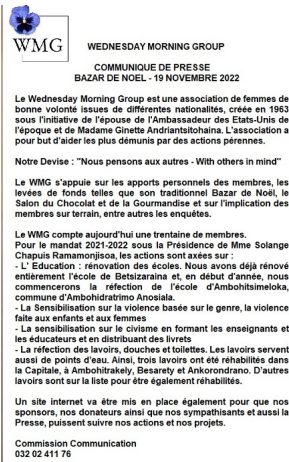 WMG
WEDNESDAY MORNING GROUP
COMMUNIQUE DE PRESSE
BAZAR DE NOEL - 19 NOVEMBRE 2022
Le Wednesday Morning Group est une association de femmes de
bonne volonté issues de différentes nationalités, créée en 1963
sous l'initiative de l'épouse de l'Ambassadeur des Etats-Unis de
l'époque et de Madame Ginette Andriantsitohaina. L'association a
pour but d'aider les plus démunis par des actions pérennes.
Notre Devise : "Nous pensons aux autres - With others in mind"
Le WMG s'appuie sur les apports personnels des membres, les
levées de fonds telles que son traditionnel Bazar de Noël, le
Salon du Chocolat et de la Gourmandise et sur l'implication des
membres sur terrain, entre autres les enquêtes.
Le WMG compte aujourd'hui une trentaine de membres.
Pour le mandat 2021-2022 sous la Présidence de Mme Solange
Chapuis Ramamonjisoa, les actions sont axées sur :
- L' Education : rénovation des écoles. Nous avons déjà rénové
entièrement l'école de Betsizaraina et, en début d'année, nous
commencerons la réfection de l'école d'Ambohitsimeloka,
commune d'Ambohidratrimo Anosiala.
- La Sensibilisation sur la violence basée sur le genre, la violence
faite aux enfants et aux femmes
- La sensibilisation sur le civisme en formant les enseignants et
les éducateurs et en distribuant des livrets
- La réfection des lavoirs, douches et toilettes. Les lavoirs servent
aussi de points d'eau. Ainsi, trois lavoirs ont été réhabilités dans
la Capitale, à Ambohitrakely, Besarety et Ankorondrano. D'autres
lavoirs sont sur la liste pour être également réhabilités.
Un site internet va être mis en place également pour que nos
sponsors, nos donateurs ainsi que nos sympathisants et aussi la
Presse, puissent suivre nos actions et nos projets.
Commission Communication
032 02 411 76